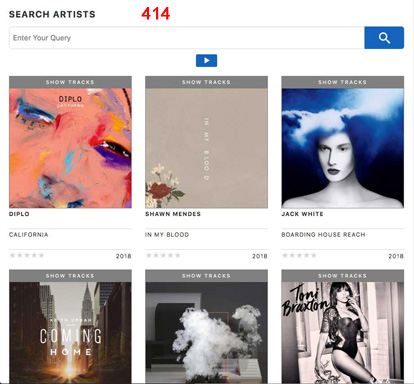 SEARCH ARTISTS
414
Enter Your Query
SHOW TRACKS
SHOW TRACKS
SHOW TRACKS
DIPLO
CALIFORNIA
IN MY BLOOD
DIPLO
SHAWN MENDES
JACK WHITE
CALIFORNIA
IN MY BLOOD
BOARDING HOUSE REACH
2018
2018
2018
SHOW TRACKS
SHOW TRACKS
SHOW TRACKS
KEITH URBAN
COMING
HOME
Toni
Braxton